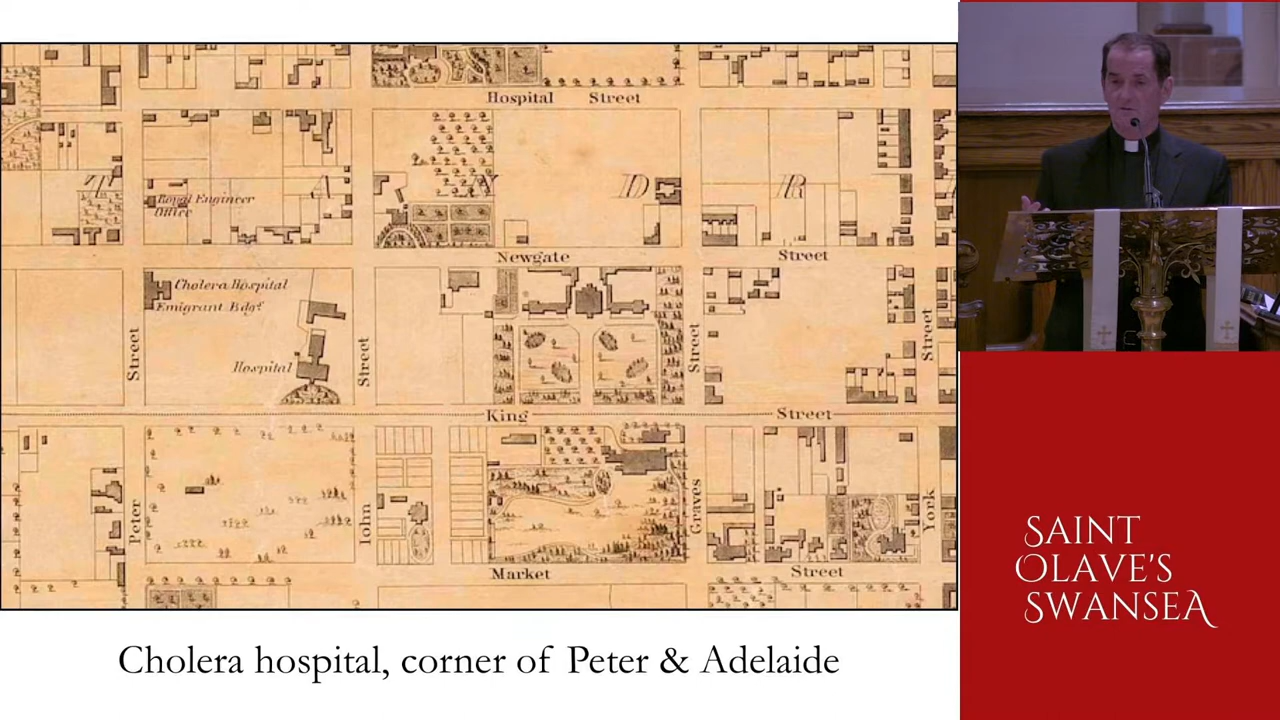 Hospital Street
T A Y D R
Royal Engineer
Office
Newgate Street
Cholera Hospital
Emigrant Bdgs
Hospital
Street
Street
Street
Street
King Street
Peter
John
Graves
York
Market Street
Cholera hospital, corner of Peter & Adelaide
SAINT
OLAVE'S
SWANSEA